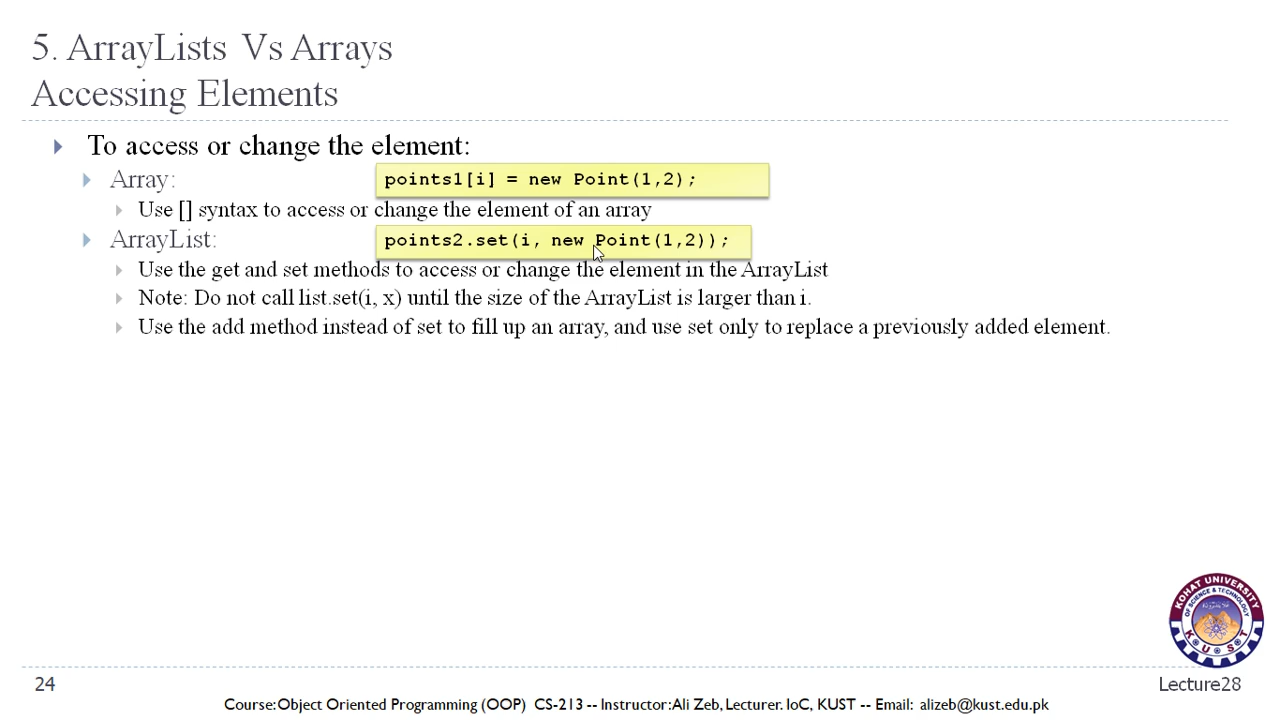 5. ArrayLists Vs Arrays
Accessing Elements
To access or change the element:
Array:
points1[i] = new Point(1,2);
Use [] syntax to access or change the element of an array
ArrayList:
points2.set(i, new Point(1,2));
Use the get and set methods to access or change the element in the ArrayList
Note: Do not call list.set(i, x) until the size of the ArrayList is larger than i.
Use the add method instead of set to fill up an array, and use set only to replace a previously added element.
KOHAT UNIVERSITY
OF SCIENCE & TECHNOLOGY
K U S T
24
Lecture28
Course: Object Oriented Programming (OOP) CS-213 -- Instructor: Ali Zeb, Lecturer. IoC, KUST -- Email: alizeb@kust.edu.pk